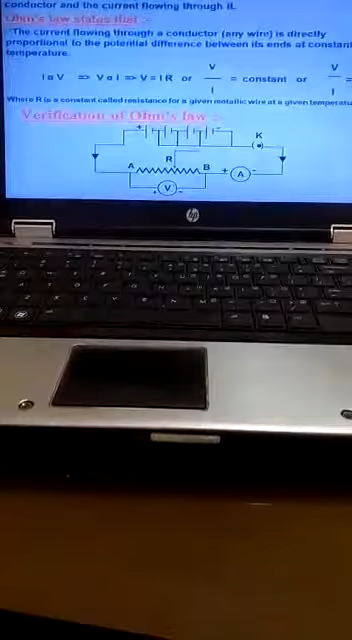 conductor and the current flowing through it.
Ohm's law states that :-
"The current flowing through a conductor (any wire) is directly
proportional to the potential difference between its ends at constant
temperature.
I α V => V α I => V = I R or V/I = constant or V/I =
Where R is a constant called resistance for a given metallic wire at a given temperatu
Verification of Ohm's law :-
+ - K
(•)
A R B + A -
+ V -
hp